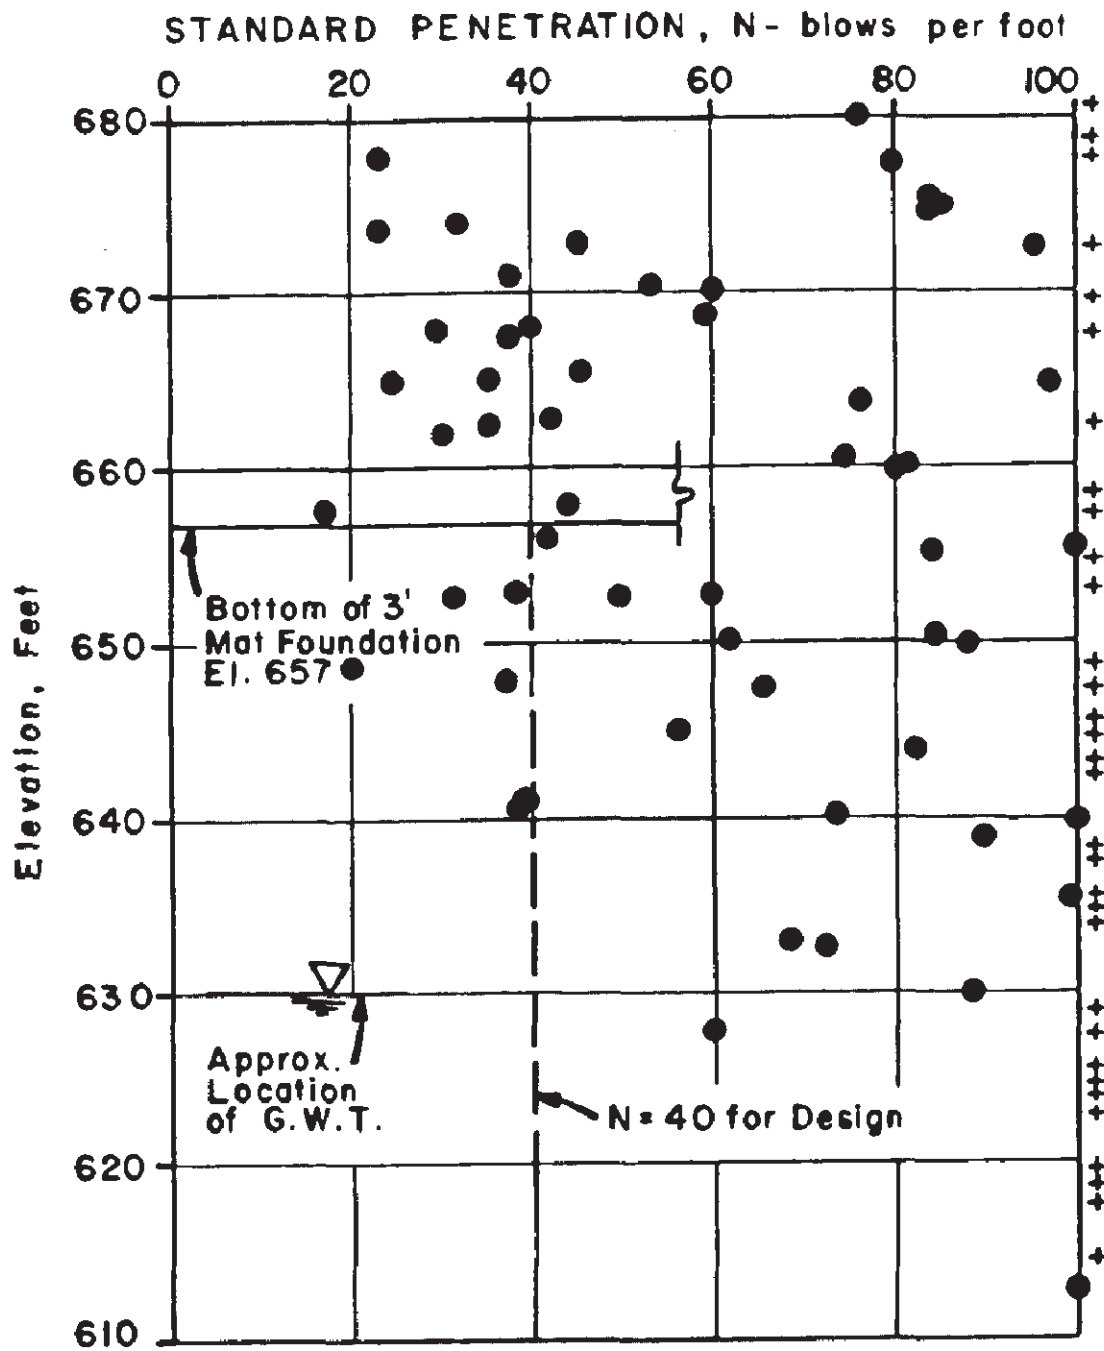 STANDARD PENETRATION, N- blows per foot
0 20 40 60 80 100
680
670
660
650
640
630
620
610
Elevation, Feet
Bottom of 3'
Mat Foundation
El. 657
Approx.
Location
of G.W.T.
N=40 for Design